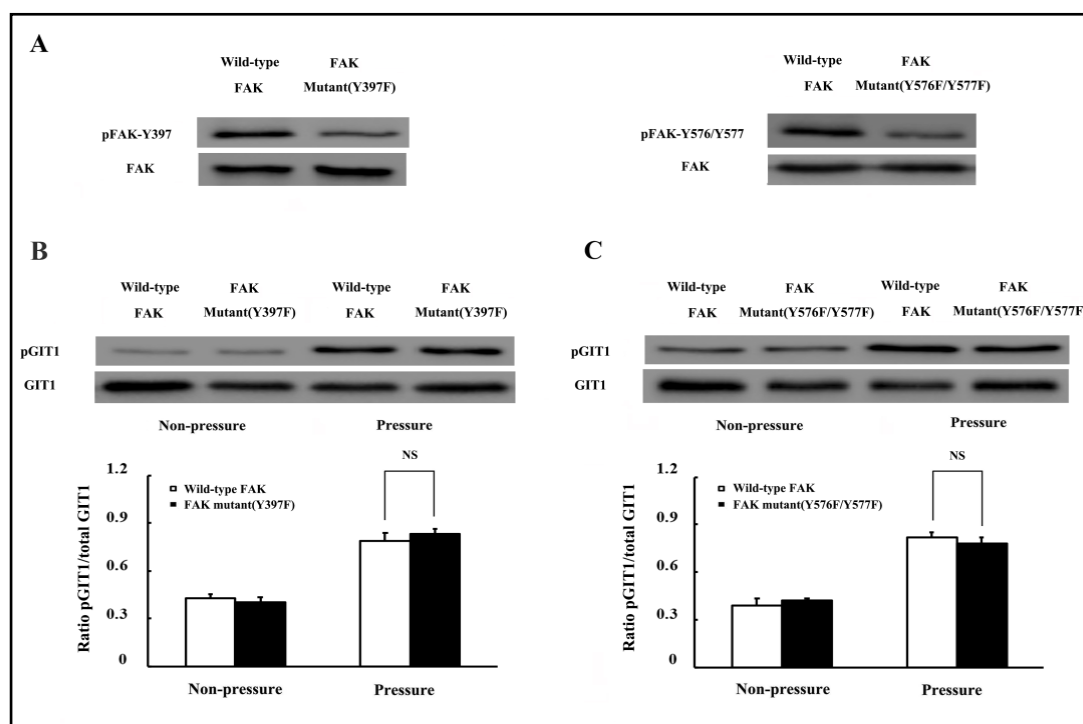 A
Wild-type FAK
FAK Mutant(Y397F)
pFAK-Y397
FAK
Wild-type FAK
FAK Mutant(Y576F/Y577F)
pFAK-Y576/Y577
FAK
B
Wild-type FAK
FAK Mutant(Y397F)
Wild-type FAK
FAK Mutant(Y397F)
pGIT1
GIT1
Non-pressure
Pressure
Ratio pGIT1/total GIT1
1.2
0.9
0.6
0.3
0
NS
Wild-type FAK
FAK mutant(Y397F)
Non-pressure
Pressure
C
Wild-type FAK
FAK Mutant(Y576F/Y577F)
Wild-type FAK
FAK Mutant(Y576F/Y577F)
pGIT1
GIT1
Non-pressure
Pressure
Ratio pGIT1/total GIT1
1.2
0.9
0.6
0.3
0
NS
Wild-type FAK
FAK mutant(Y576F/Y577F)
Non-pressure
Pressure